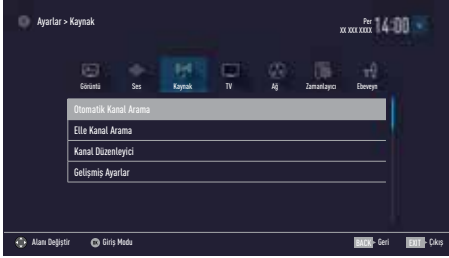 Ayarlar > Kaynak
Per
xx xxx xxxx 14:00
Görüntü Ses Kaynak TV Ağ Zamanlayıcı Ebeveyn
Otomatik Kanal Arama
Elle Kanal Arama
Kanal Düzenleyici
Gelişmiş Ayarlar
Alanı Değiştir OK Giriş Modu BACK - Geri EXIT - Çıkış